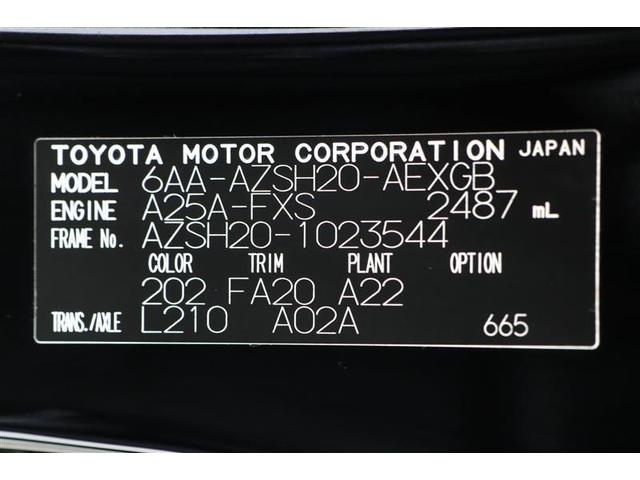 TOYOTA MOTOR CORPORATION JAPAN
MODEL 6AA-AZSH20-AEXGB
ENGINE A25A-FXS 2487 mL
FRAME No. AZSH20-1023544
COLOR TRIM PLANT OPTION
202 FA20 A22
TRANS./AXLE L210 A02A 665